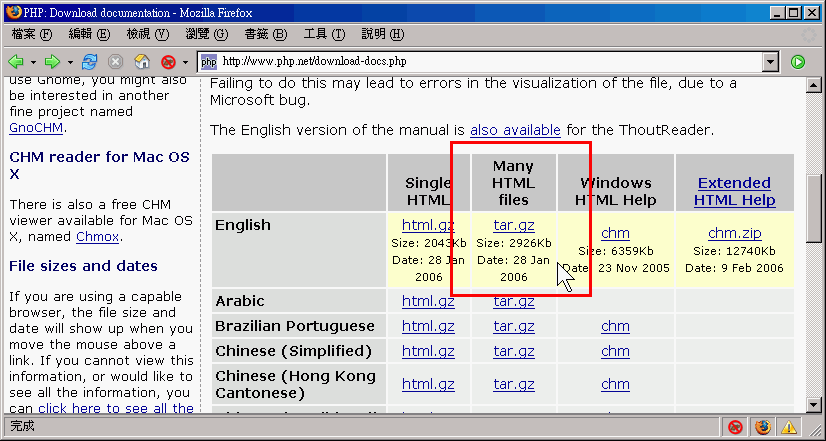 PHP: Download documentation - Mozilla Firefox
檔案(F) 編輯(E) 檢視(V) 瀏覽(G) 書籤(B) 工具(T) 說明(H)
php http://www.php.net/download-docs.php
use Gnome, you might also
be interested in another
fine project named
GnoCHM.
CHM reader for Mac OS
X
There is also a free CHM
viewer available for Mac OS
X, named Chmox.
File sizes and dates
If you are using a capable
browser, the file size and
date will show up when you
move the mouse above a
link. If you cannot view this
information, or would like to
see all the information, you
can click here to see all the
Failing to do this may lead to errors in the visualization of the file, due to a
Microsoft bug.
The English version of the manual is also available for the ThoutReader.
Single
HTML
Many
HTML
files
Windows
HTML Help
Extended
HTML Help
English
html.gz
Size: 2043Kb
Date: 28 Jan
2006
tar.gz
Size: 2926Kb
Date: 28 Jan
2006
chm
Size: 6359Kb
Date: 23 Nov 2005
chm.zip
Size: 12740Kb
Date: 9 Feb 2006
Arabic html.gz tar.gz
Brazilian Portuguese html.gz tar.gz chm
Chinese (Simplified) html.gz tar.gz chm
Chinese (Hong Kong
Cantonese)
html.gz tar.gz chm
完成